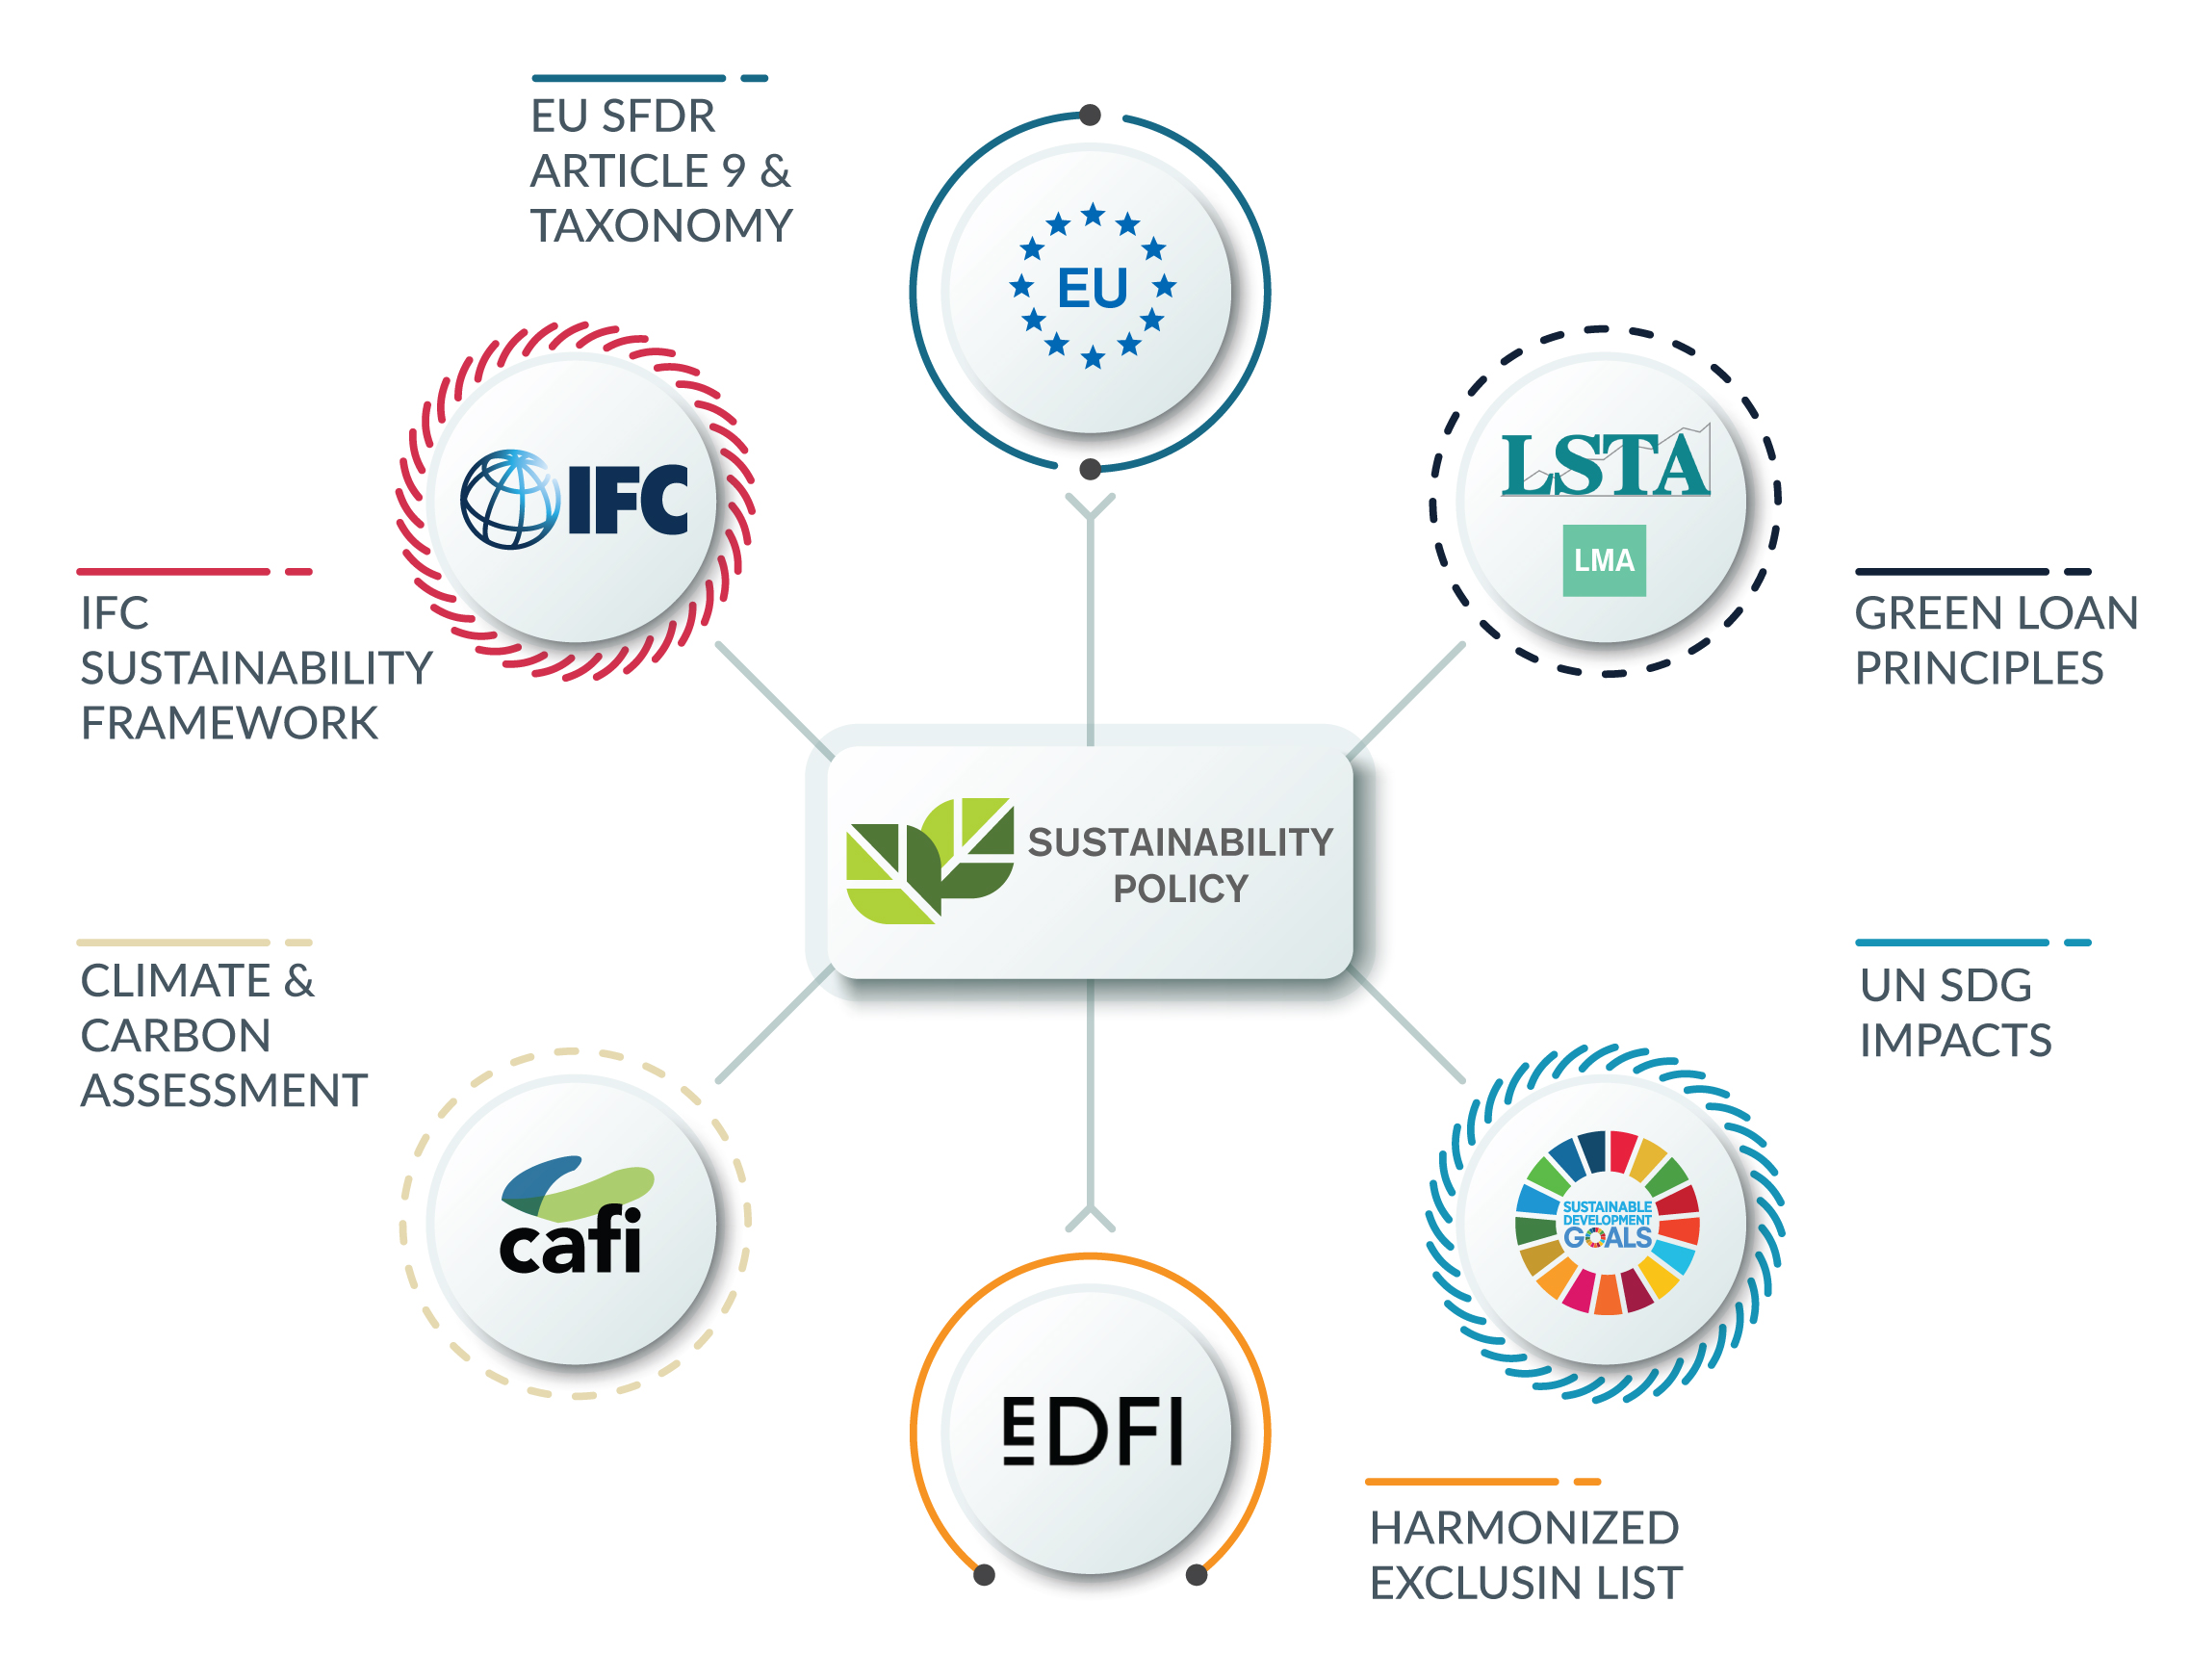 EU SFDR
ARTICLE 9 &
TAXONOMY
EU
IFC
LSTA
LMA
IFC
SUSTAINABILITY
FRAMEWORK
GREEN LOAN
PRINCIPLES
SUSTAINABILITY
POLICY
CLIMATE &
CARBON
ASSESSMENT
UN SDG
IMPACTS
cafi
SUSTAINABLE
DEVELOPMENT
GOALS
EDFI
HARMONIZED
EXCLUSIN LIST